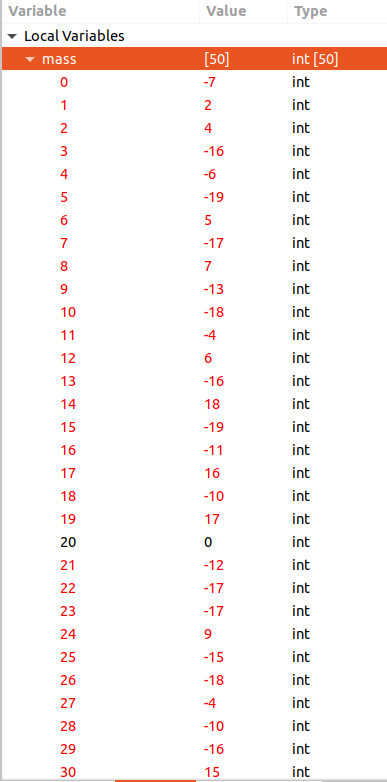 Variable Value Type
Local Variables
mass [50] int [50]
0 -7 int
1 2 int
2 4 int
3 -16 int
4 -6 int
5 -19 int
6 5 int
7 -17 int
8 7 int
9 -13 int
10 -18 int
11 -4 int
12 6 int
13 -16 int
14 18 int
15 -19 int
16 -11 int
17 16 int
18 -10 int
19 17 int
20 0 int
21 -12 int
22 -17 int
23 -17 int
24 9 int
25 -15 int
26 -18 int
27 -4 int
28 -10 int
29 -16 int
30 15 int